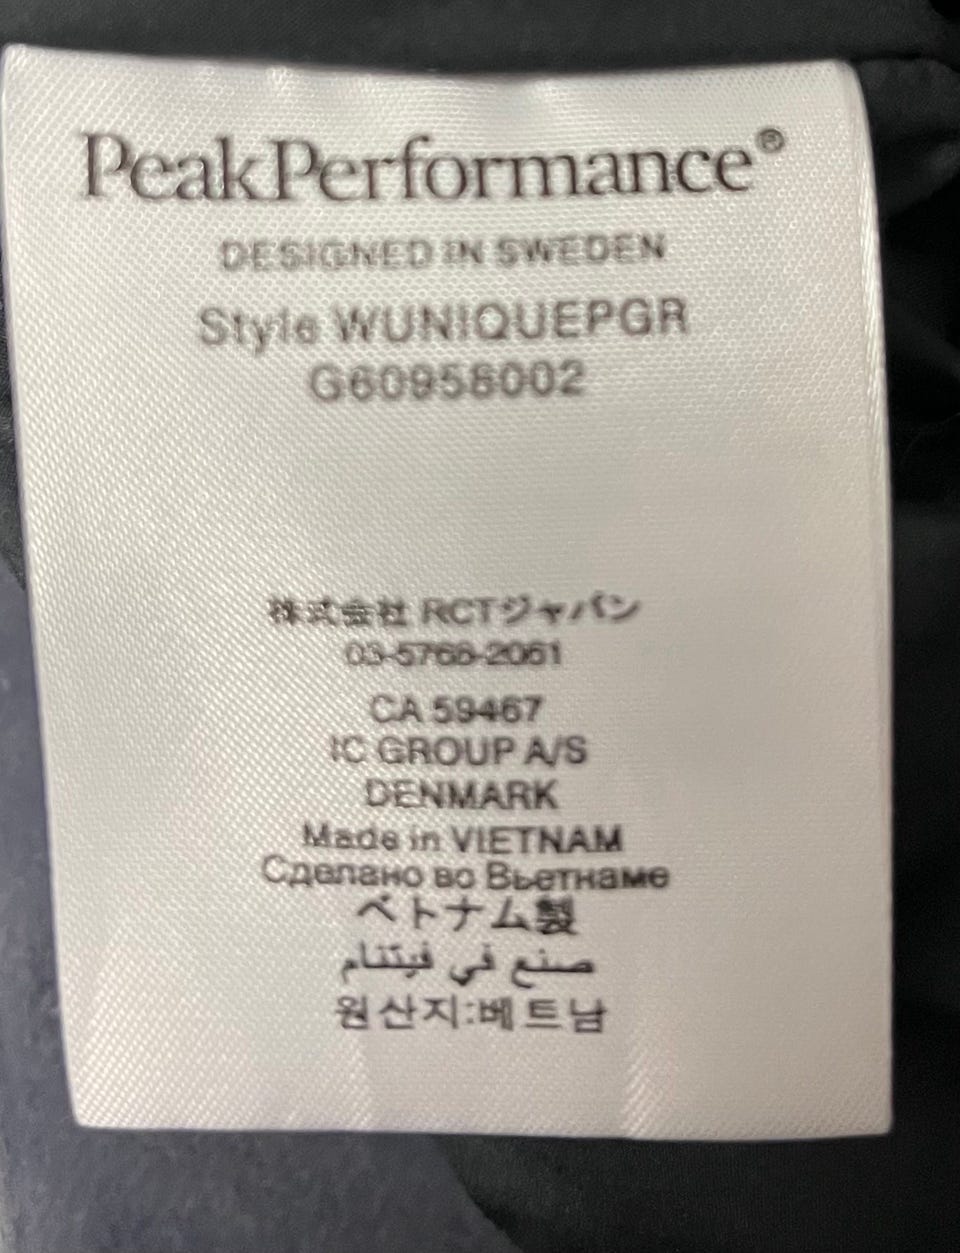 PeakPerformance®
DESIGNED IN SWEDEN
Style WUNIQUEPGR
G60958002
株式会社 RCTジャパン
03-5766-2061
CA 59467
IC GROUP A/S
DENMARK
Made in VIETNAM
Сделано во Вьетнаме
ベトナム製
صنع في فيتنام
원산지:베트남